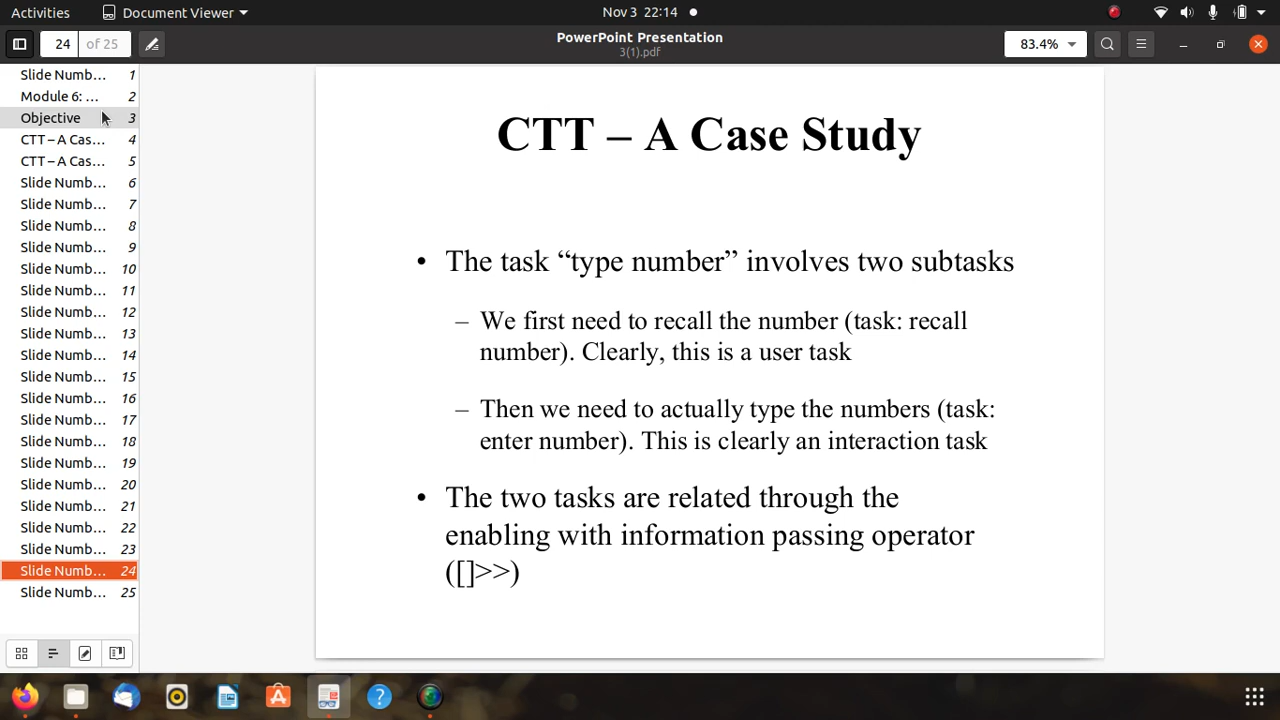 Activities
Document Viewer
Nov 3 22:14
24 of 25
PowerPoint Presentation
3(1).pdf
83.4%
Slide Numb... 1
Module 6: ... 2
Objective 3
CTT – A Cas... 4
CTT – A Cas... 5
Slide Numb... 6
Slide Numb... 7
Slide Numb... 8
Slide Numb... 9
Slide Numb... 10
Slide Numb... 11
Slide Numb... 12
Slide Numb... 13
Slide Numb... 14
Slide Numb... 15
Slide Numb... 16
Slide Numb... 17
Slide Numb... 18
Slide Numb... 19
Slide Numb... 20
Slide Numb... 21
Slide Numb... 22
Slide Numb... 23
Slide Numb... 24
Slide Numb... 25
CTT – A Case Study
• The task “type number” involves two subtasks
– We first need to recall the number (task: recall
number). Clearly, this is a user task
– Then we need to actually type the numbers (task:
enter number). This is clearly an interaction task
• The two tasks are related through the
enabling with information passing operator
([]>>)